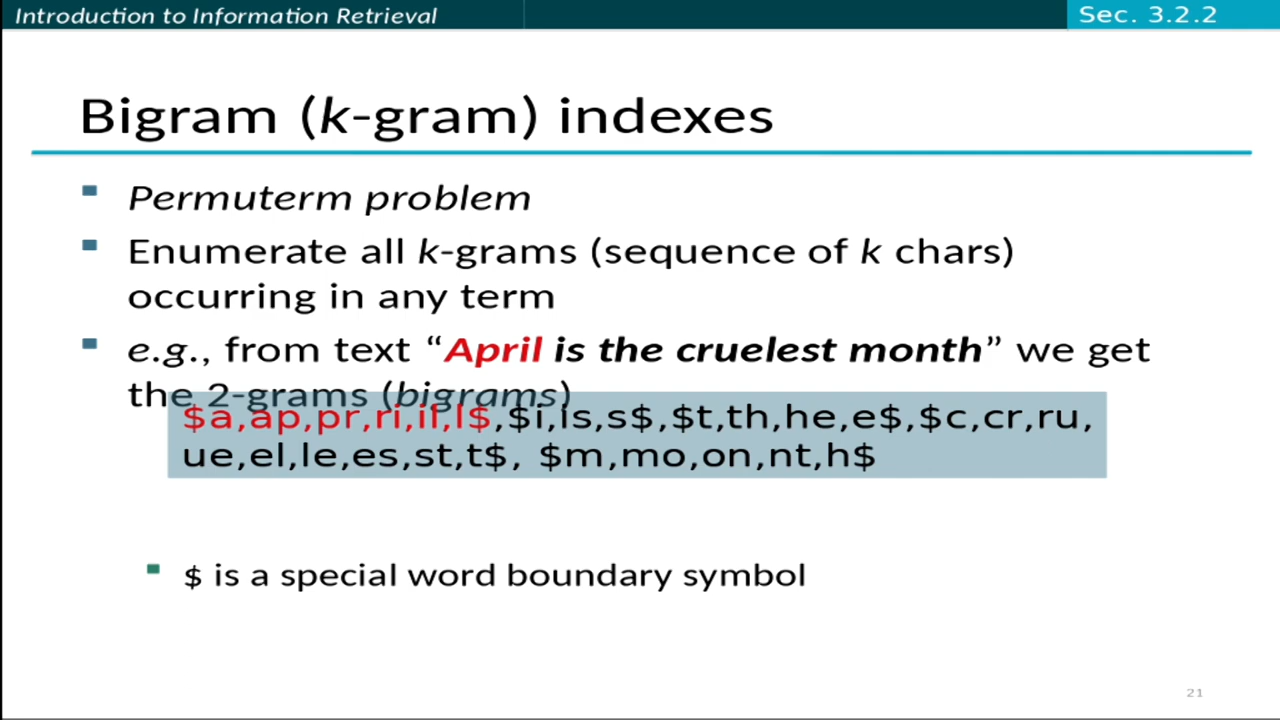 Introduction to Information Retrieval
Sec. 3.2.2
Bigram (k-gram) indexes
Permuterm problem
Enumerate all k-grams (sequence of k chars)
occurring in any term
e.g., from text “April is the cruelest month” we get
the 2-grams (bigrams)
$a,ap,pr,ri,il,l$,$i,is,s$,$t,th,he,e$,$c,cr,ru,
ue,el,le,es,st,t$, $m,mo,on,nt,h$
$ is a special word boundary symbol
21